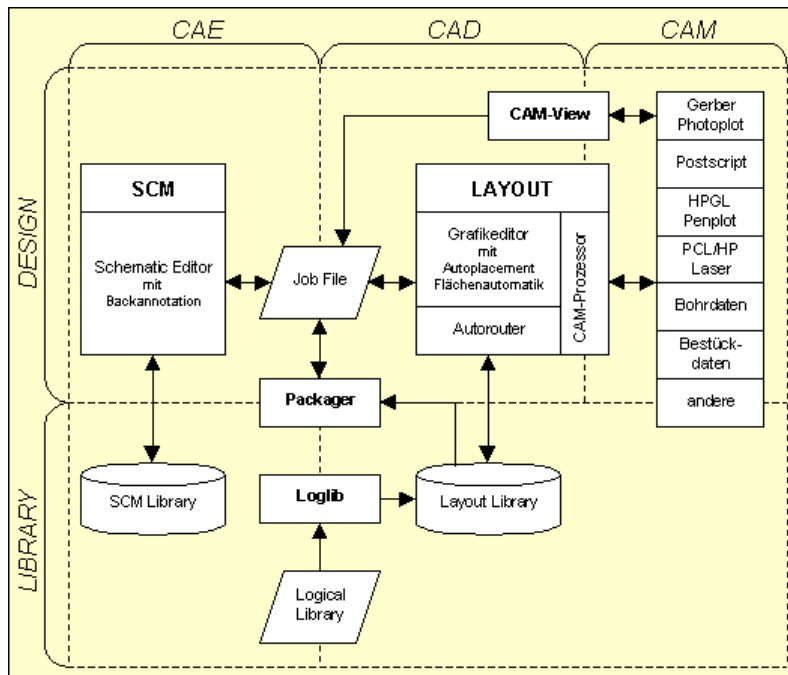 CAE
CAD
CAM
DESIGN
LIBRARY
CAM-View
Gerber
Photoplot
Postscript
HPGL
Penplot
PCL/HP
Laser
Bohrdaten
Bestück-
daten
andere
SCM
Schematic Editor
mit
Backannotation
Job File
LAYOUT
Grafikeditor
mit
Autoplacement
Flächenautomatik
Autorouter
CAM-Prozessor
Packager
SCM Library
Loglib
Layout Library
Logical
Library